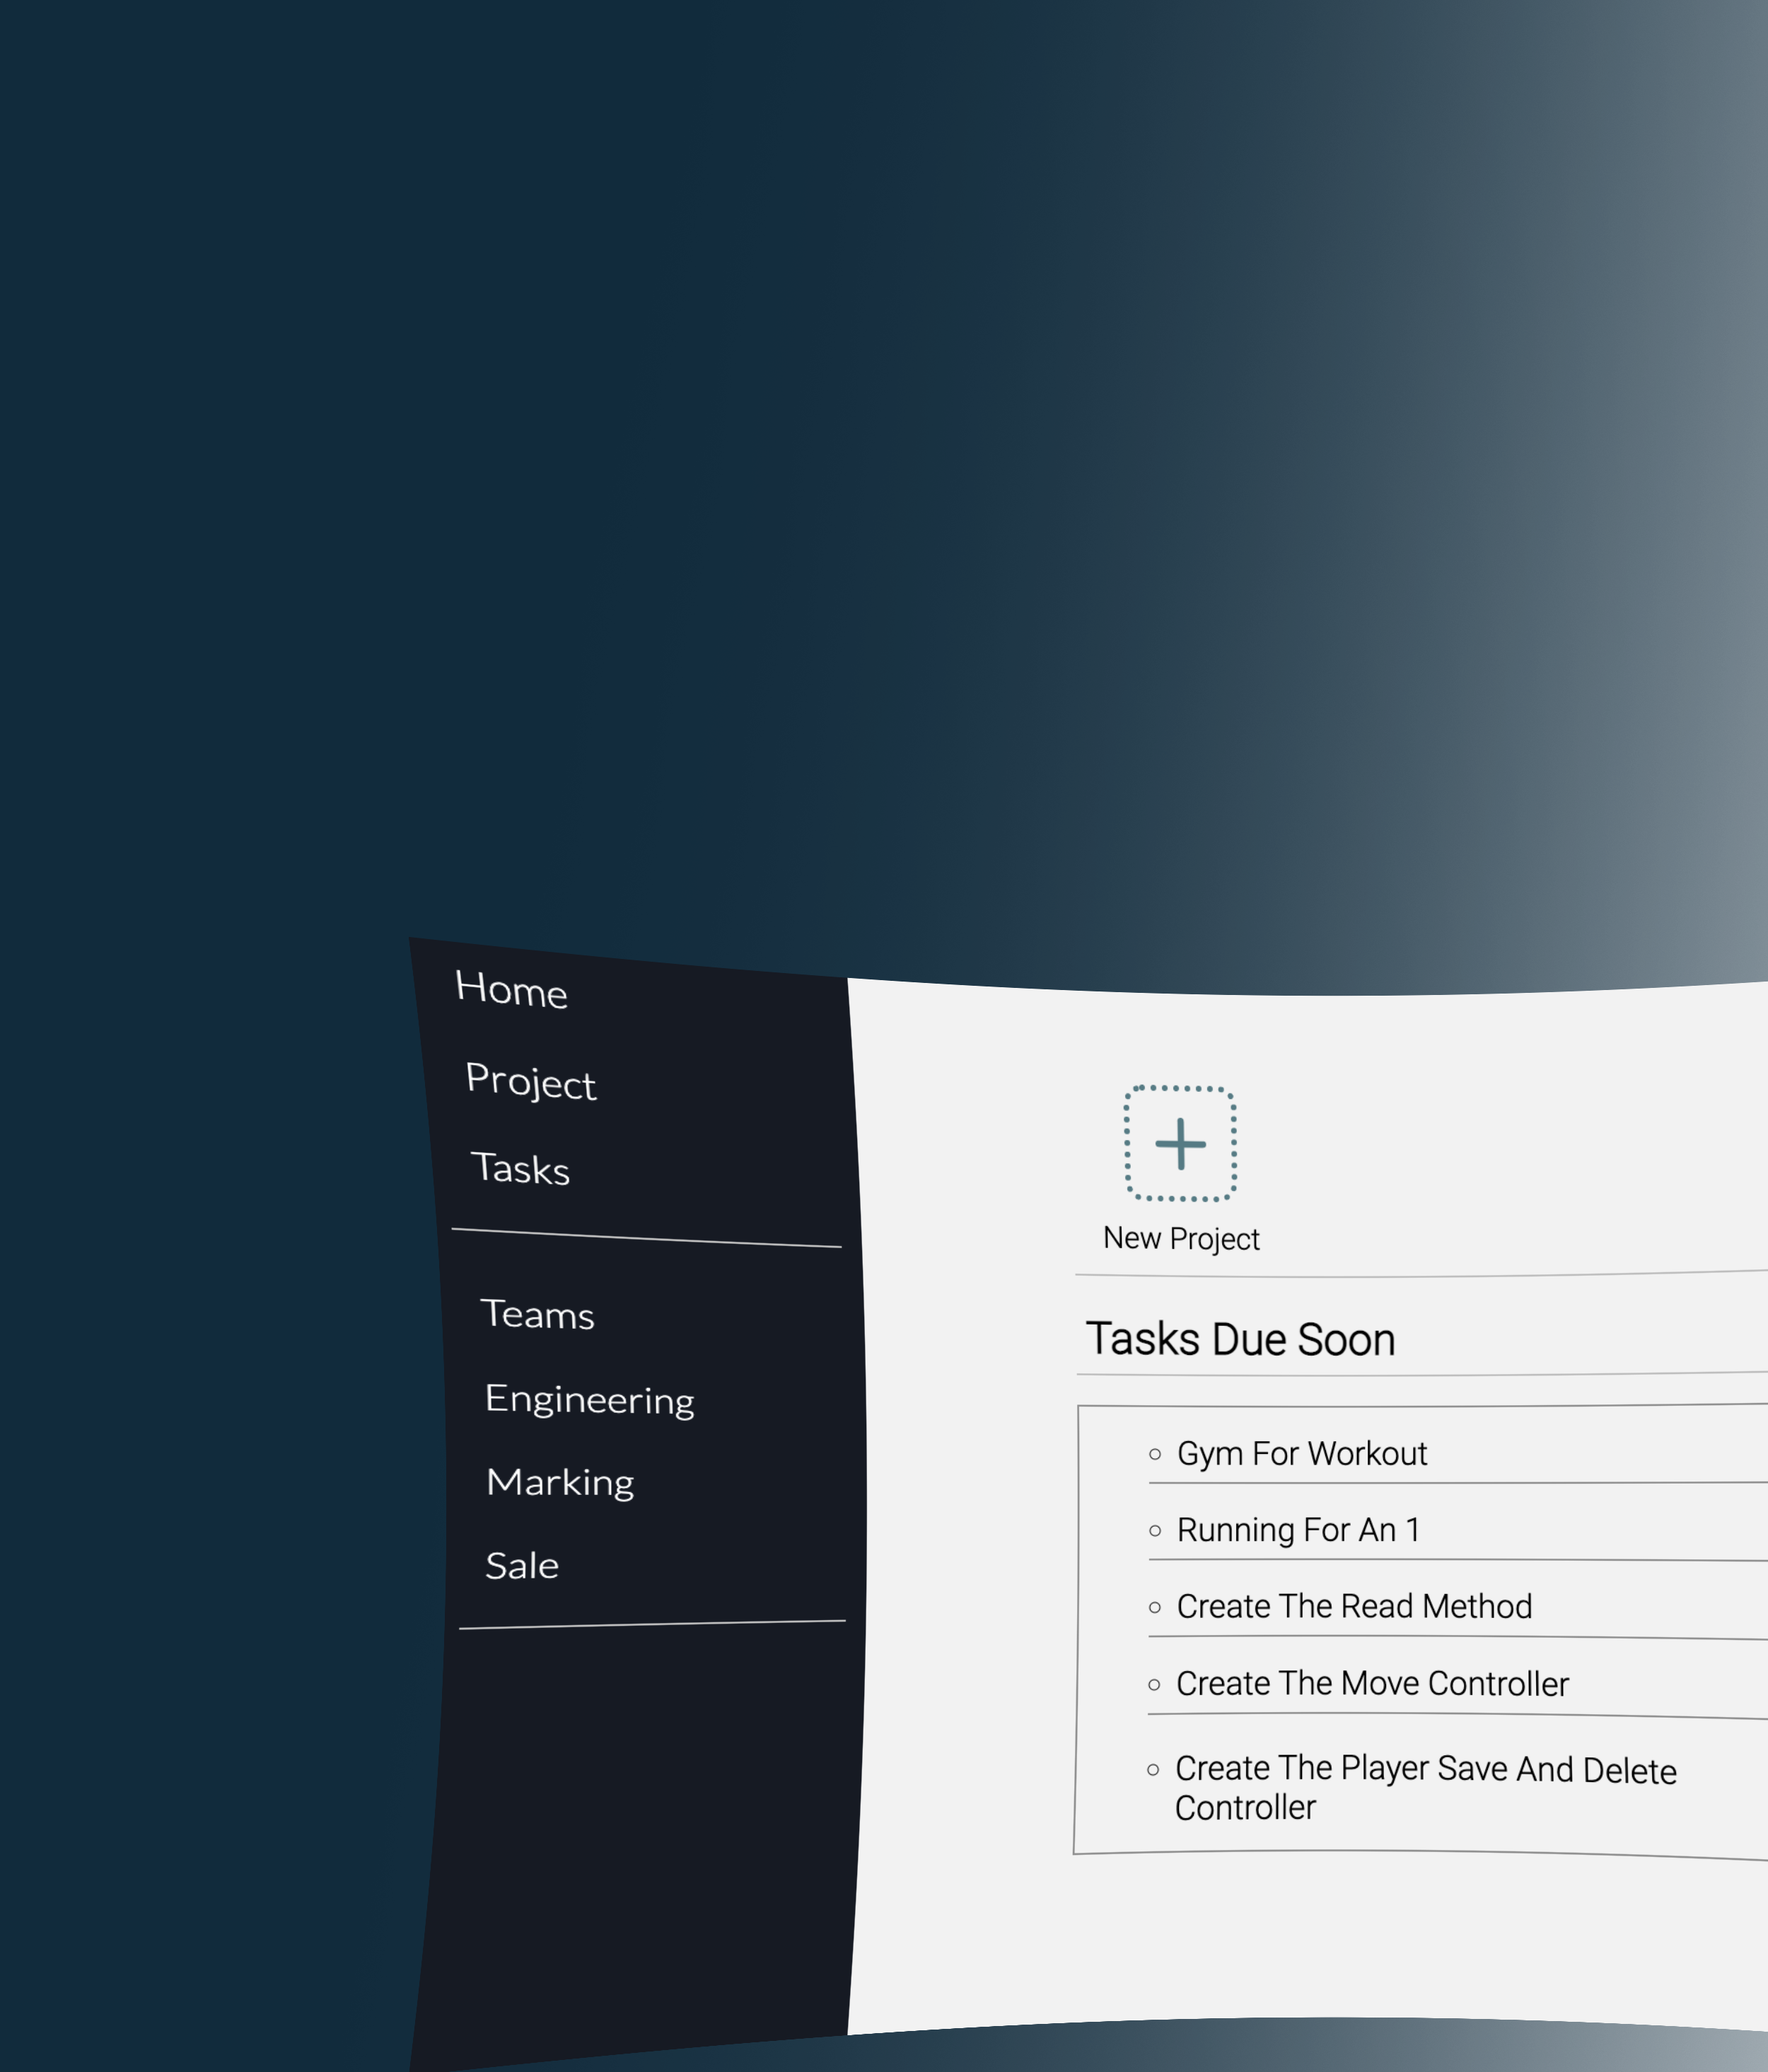 Home
Project
Tasks
Teams
Engineering
Marking
Sale
New Project
Tasks Due Soon
Gym For Workout
Running For An 1
Create The Read Method
Create The Move Controller
Create The Player Save And Delete
Controller